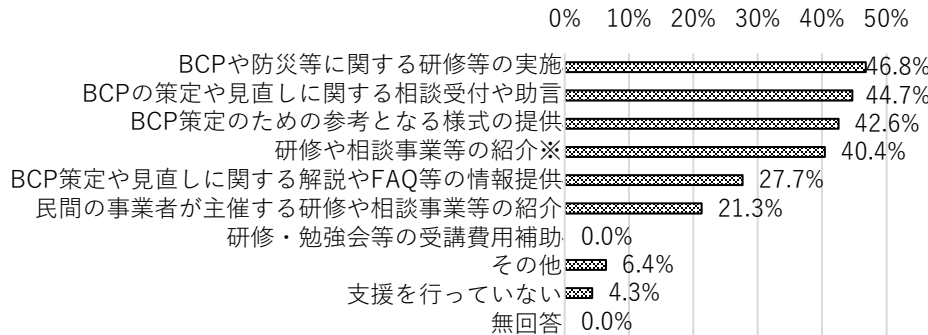 0% 10% 20% 30% 40% 50%
BCPや防災等に関する研修等の実施 46.8%
BCPの策定や見直しに関する相談受付や助言 44.7%
BCP策定のための参考となる様式の提供 42.6%
研修や相談事業等の紹介※ 40.4%
BCP策定や見直しに関する解説やFAQ等の情報提供 27.7%
民間の事業者が主催する研修や相談事業等の紹介 21.3%
研修・勉強会等の受講費用補助 0.0%
その他 6.4%
支援を行っていない 4.3%
無回答 0.0%